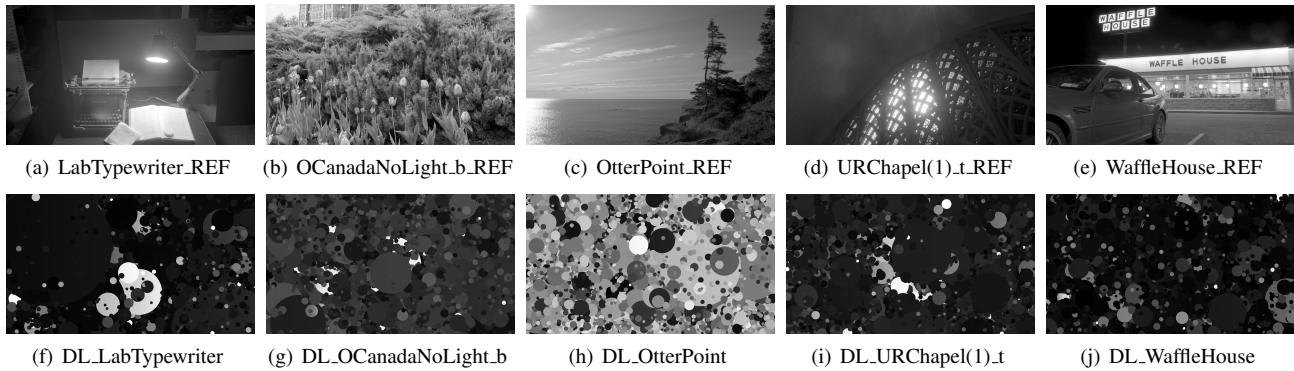 WAFFLE
HOUSE
WAFFLE HOUSE
(a) LabTypewriter_REF
(b) OCanadaNoLight_b_REF
(c) OtterPoint_REF
(d) URChapel(1)_t_REF
(e) WaffleHouse_REF
(f) DL_LabTypewriter
(g) DL_OCanadaNoLight_b
(h) DL_OtterPoint
(i) DL_URChapel(1)_t
(j) DL_WaffleHouse